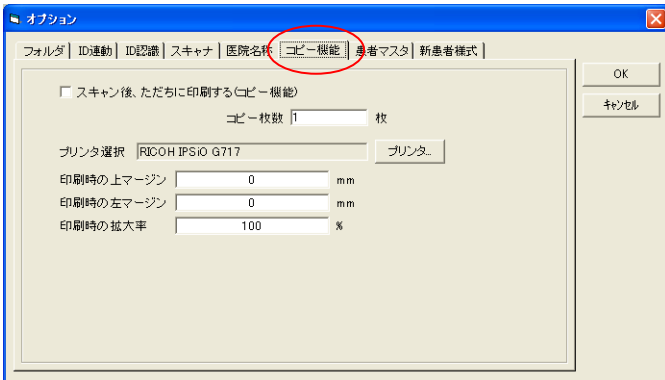 オプション
フォルダ ID連動 ID認識 スキャナ 医院名称 コピー機能 患者マスタ 新患者様式
OK
スキャン後、ただちに印刷する(コピー機能)
キャンセル
コピー枚数 1 枚
プリンタ選択 RICOH IPSiO G717 プリンタ...
印刷時の上マージン 0 mm
印刷時の左マージン 0 mm
印刷時の拡大率 100 %